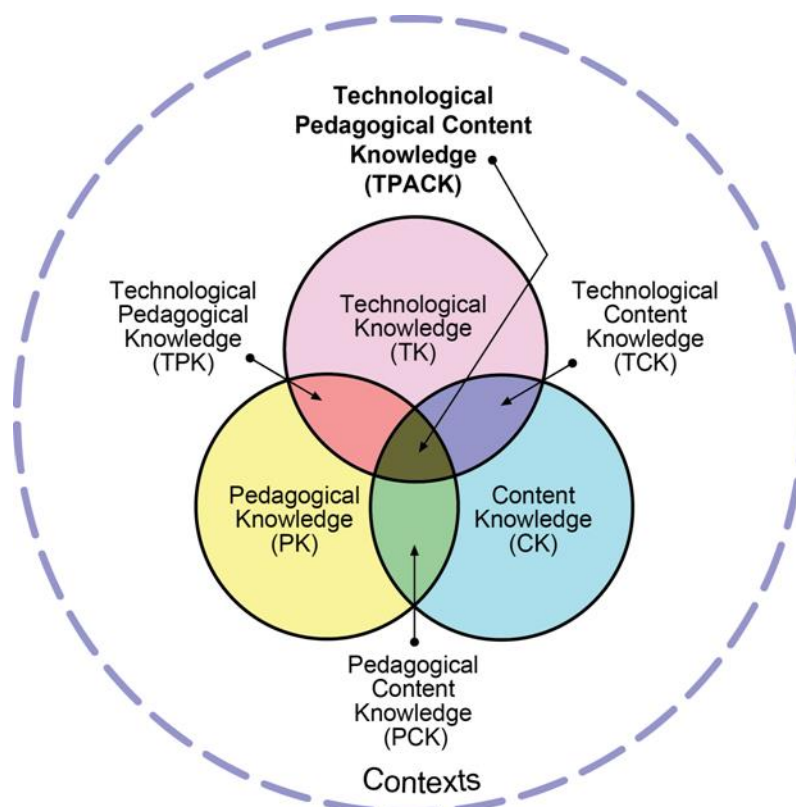 Technological
Pedagogical Content
Knowledge
(TPACK)
Technological
Pedagogical
Knowledge
(TPK)
Technological
Knowledge
(TK)
Technological
Content
Knowledge
(TCK)
Pedagogical
Knowledge
(PK)
Content
Knowledge
(CK)
Pedagogical
Content
Knowledge
(PCK)
Contexts